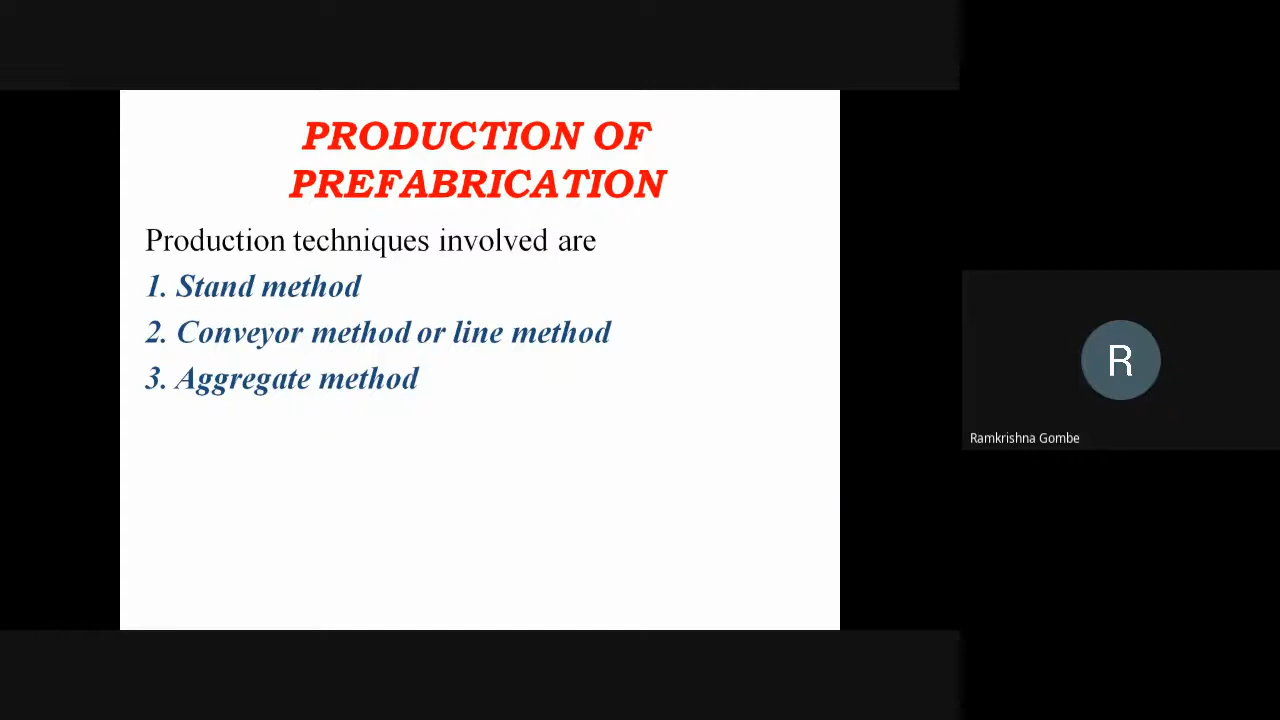 PRODUCTION OF
PREFABRICATION
Production techniques involved are
1. Stand method
2. Conveyor method or line method
3. Aggregate method
R
Ramkrishna Gombe